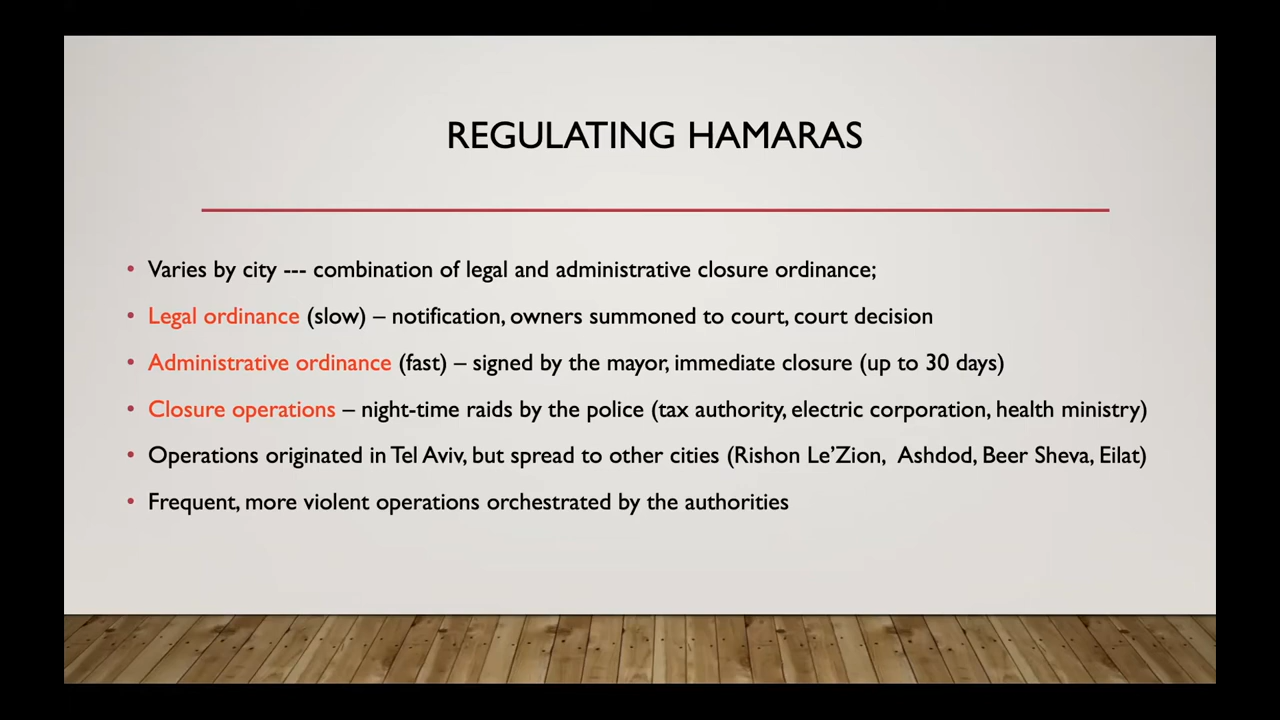 REGULATING HAMARAS
• Varies by city --- combination of legal and administrative closure ordinance;
• Legal ordinance (slow) – notification, owners summoned to court, court decision
• Administrative ordinance (fast) – signed by the mayor, immediate closure (up to 30 days)
• Closure operations – night-time raids by the police (tax authority, electric corporation, health ministry)
• Operations originated in Tel Aviv, but spread to other cities (Rishon Le’Zion, Ashdod, Beer Sheva, Eilat)
• Frequent, more violent operations orchestrated by the authorities